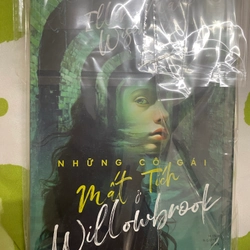 NHỮNG CÔ GÁI
Mất Tích
ở
Willowbrook